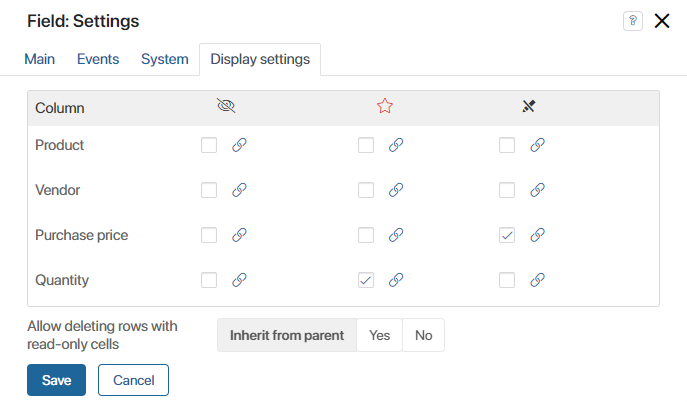 Field: Settings
?
Main Events System Display settings
Column
Product
Vendor
Purchase price
Quantity
Allow deleting rows with
read-only cells
Inherit from parent Yes No
Save Cancel